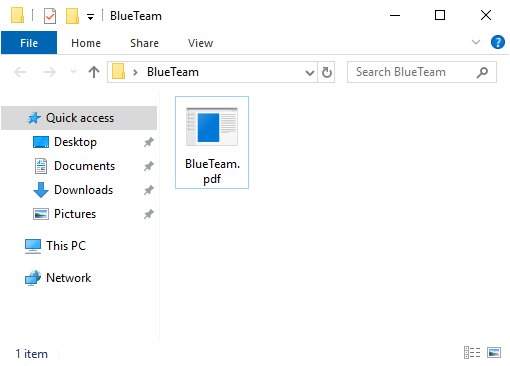 BlueTeam
File Home Share View
BlueTeam Search BlueTeam
Quick access
Desktop
Documents
Downloads
Pictures
This PC
Network
BlueTeam.
pdf
1 item